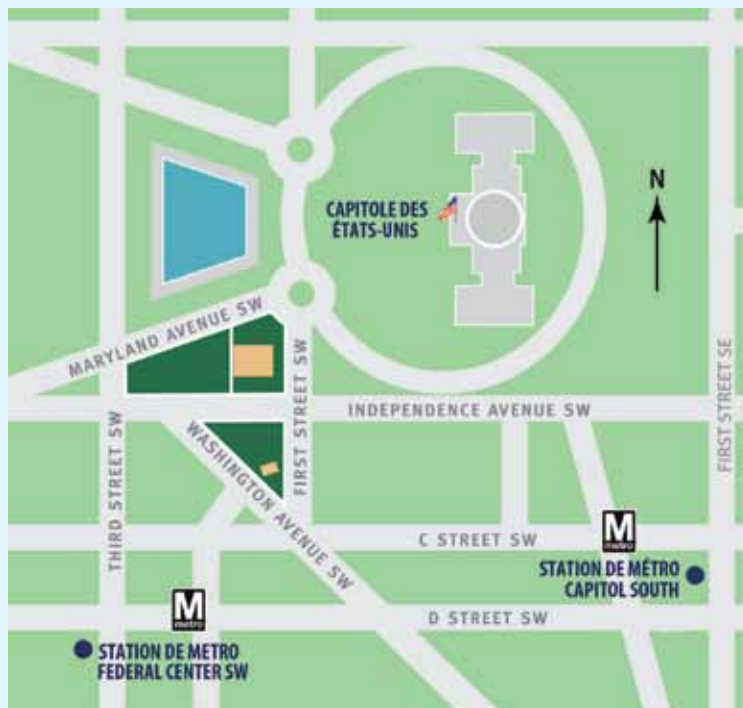 CAPITOLE DES
ÉTATS-UNIS
N
MARYLAND AVENUE SW
FIRST STREET SW
INDEPENDENCE AVENUE SW
FIRST STREET SE
THIRD STREET SW
WASHINGTON AVENUE SW
M
metro
C STREET SW
STATION DE MÉTRO
CAPITOL SOUTH
M
metro
D STREET SW
STATION DE METRO
FEDERAL CENTER SW